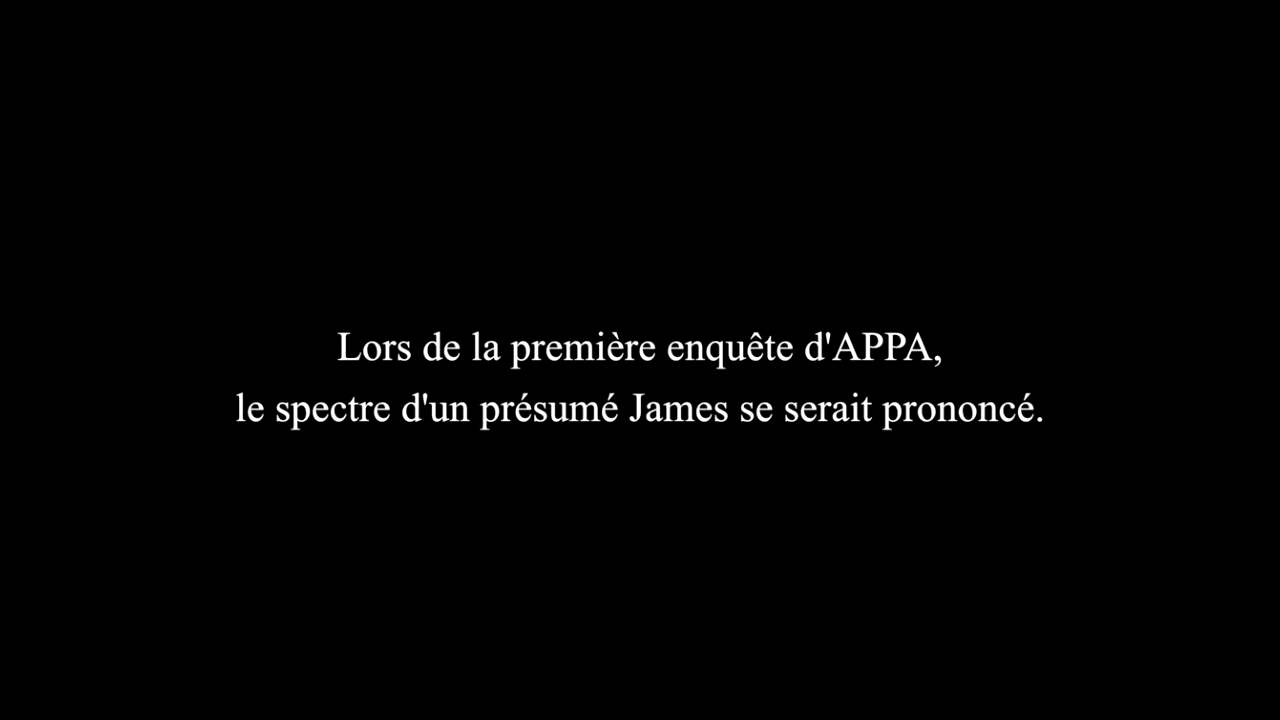 Lors de la première enquête d'APPA,
le spectre d'un présumé James se serait prononcé.